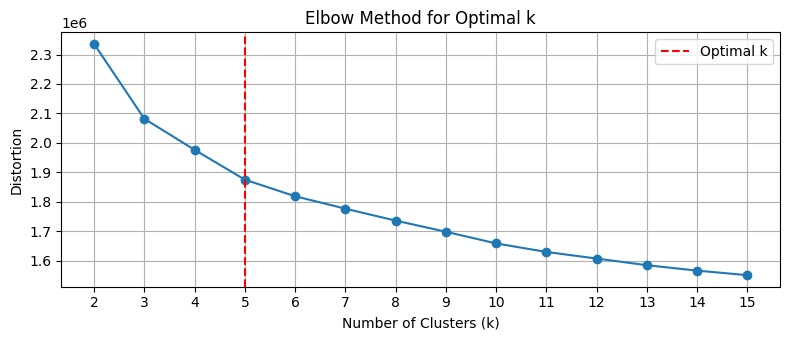 Elbow Method for Optimal k
1e6
Optimal k
2.3
2.2
2.1
2.0
1.9
1.8
1.7
1.6
Distortion
2 3 4 5 6 7 8 9 10 11 12 13 14 15
Number of Clusters (k)